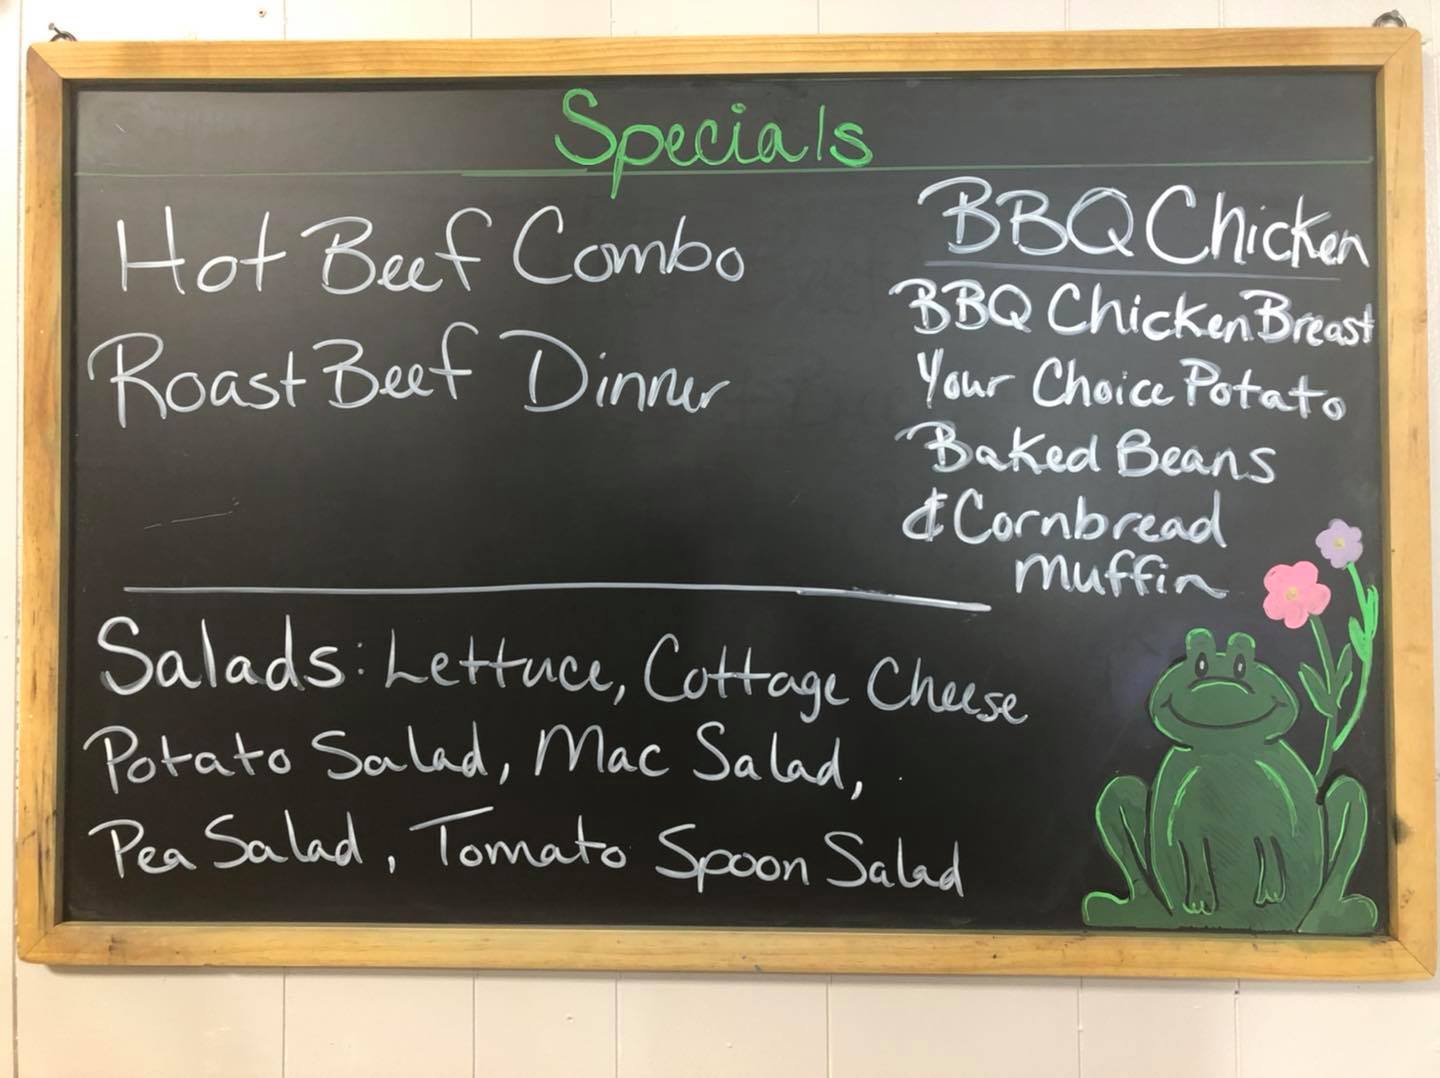 Specials
Hot Beef Combo
Roast Beef Dinner
BBQ Chicken
BBQ Chicken Breast
Your Choice Potato
Baked Beans
& Cornbread
Muffin
Salads: Lettuce, Cottage Cheese
Potato Salad, Mac Salad,
Pea Salad, Tomato Spoon Salad